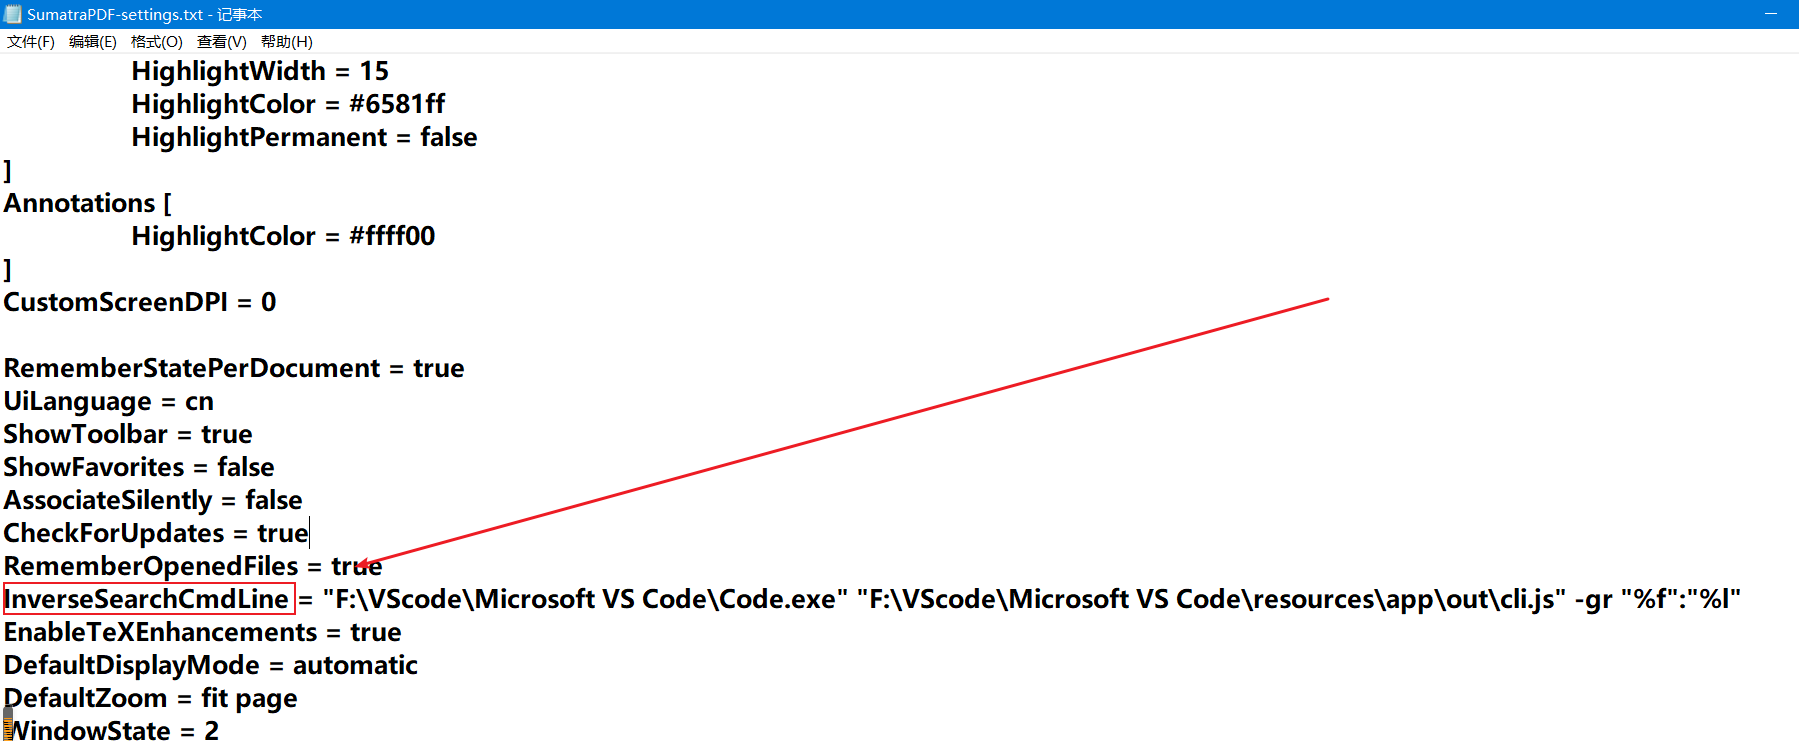 SumatraPDF-settings.txt - 记事本
文件(F) 编辑(E) 格式(O) 查看(V) 帮助(H)
HighlightWidth = 15
HighlightColor = #6581ff
HighlightPermanent = false
]
Annotations [
HighlightColor = #ffff00
]
CustomScreenDPI = 0
RememberStatePerDocument = true
UiLanguage = cn
ShowToolbar = true
ShowFavorites = false
AssociateSilently = false
CheckForUpdates = true
RememberOpenedFiles = true
InverseSearchCmdLine = "F:\VScode\Microsoft VS Code\Code.exe" "F:\VScode\Microsoft VS Code\resources\app\out\cli.js" -gr "%f":"%l"
EnableTeXEnhancements = true
DefaultDisplayMode = automatic
DefaultZoom = fit page
WindowState = 2